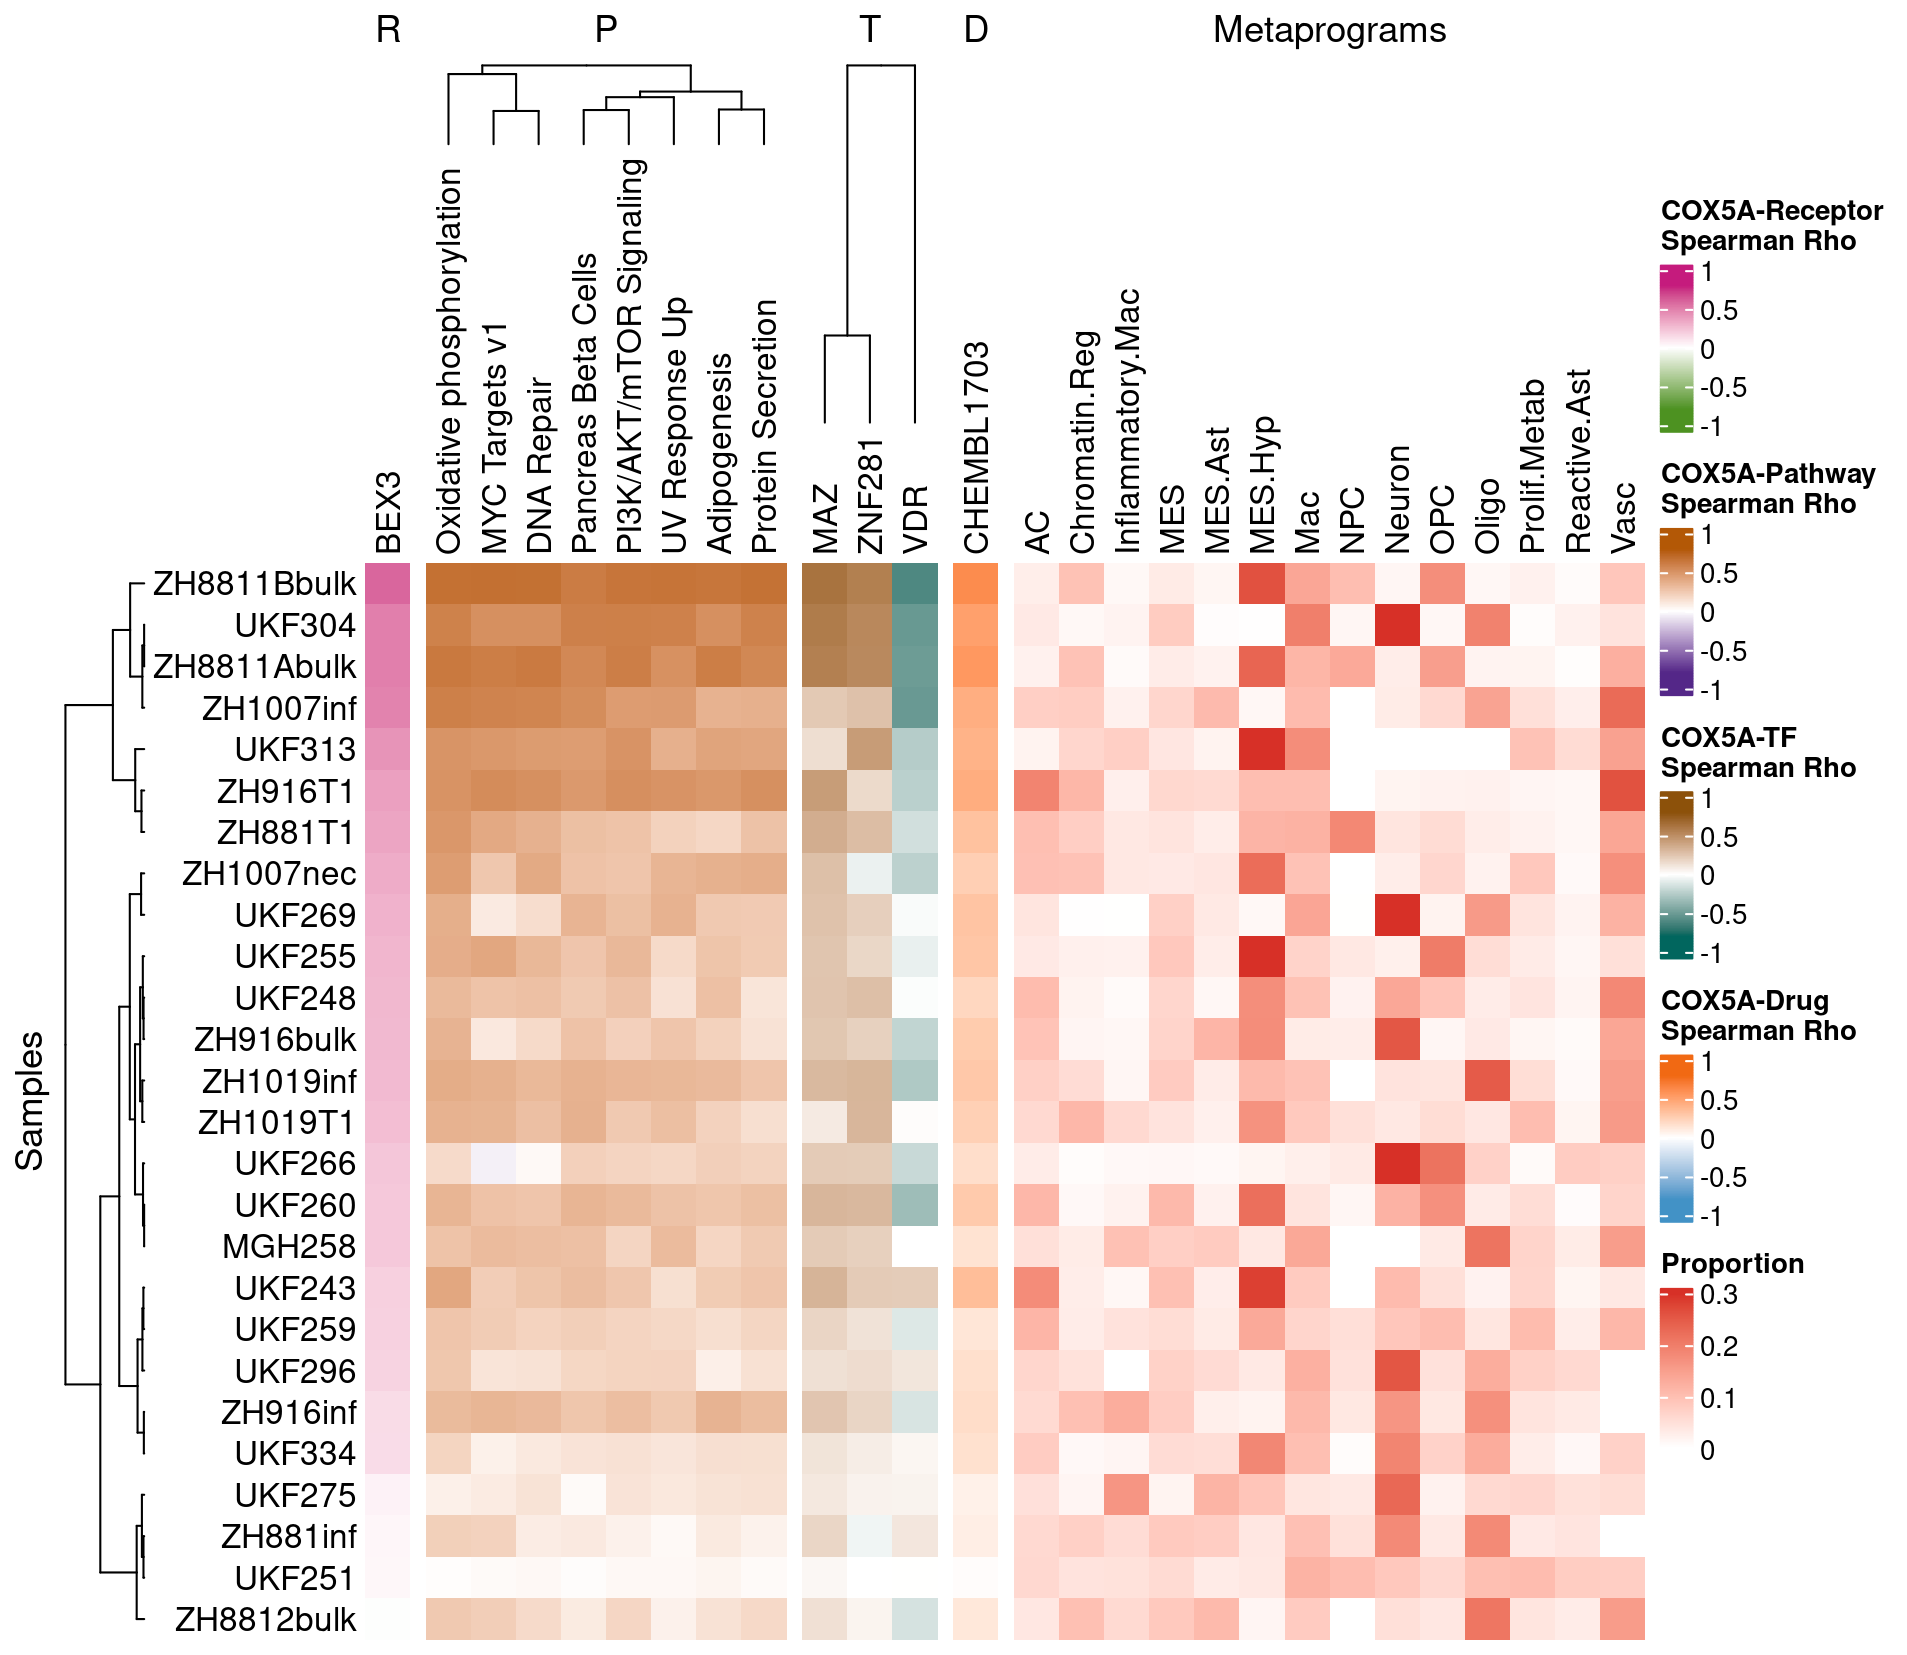 R
P
T
D
Metaprograms
BEX3
Oxidative phosphorylation
MYC Targets v1
DNA Repair
Pancreas Beta Cells
PI3K/AKT/mTOR Signaling
UV Response Up
Adipogenesis
Protein Secretion
MAZ
ZNF281
VDR
CHEMBL1703
AC
Chromatin.Reg
Inflammatory.Mac
MES
MES.Ast
MES.Hyp
Mac
NPC
Neuron
OPC
Oligo
Prolif.Metab
Reactive.Ast
Vasc
Samples
ZH8811Bbulk
UKF304
ZH8811Abulk
ZH1007inf
UKF313
ZH916T1
ZH881T1
ZH1007nec
UKF269
UKF255
UKF248
ZH916bulk
ZH1019inf
ZH1019T1
UKF266
UKF260
MGH258
UKF243
UKF259
UKF296
ZH916inf
UKF334
UKF275
ZH881inf
UKF251
ZH8812bulk
COX5A-Receptor
Spearman Rho
1
0.5
0
-0.5
-1
COX5A-Pathway
Spearman Rho
1
0.5
0
-0.5
-1
COX5A-TF
Spearman Rho
1
0.5
0
-0.5
-1
COX5A-Drug
Spearman Rho
1
0.5
0
-0.5
-1
Proportion
0.3
0.2
0.1
0